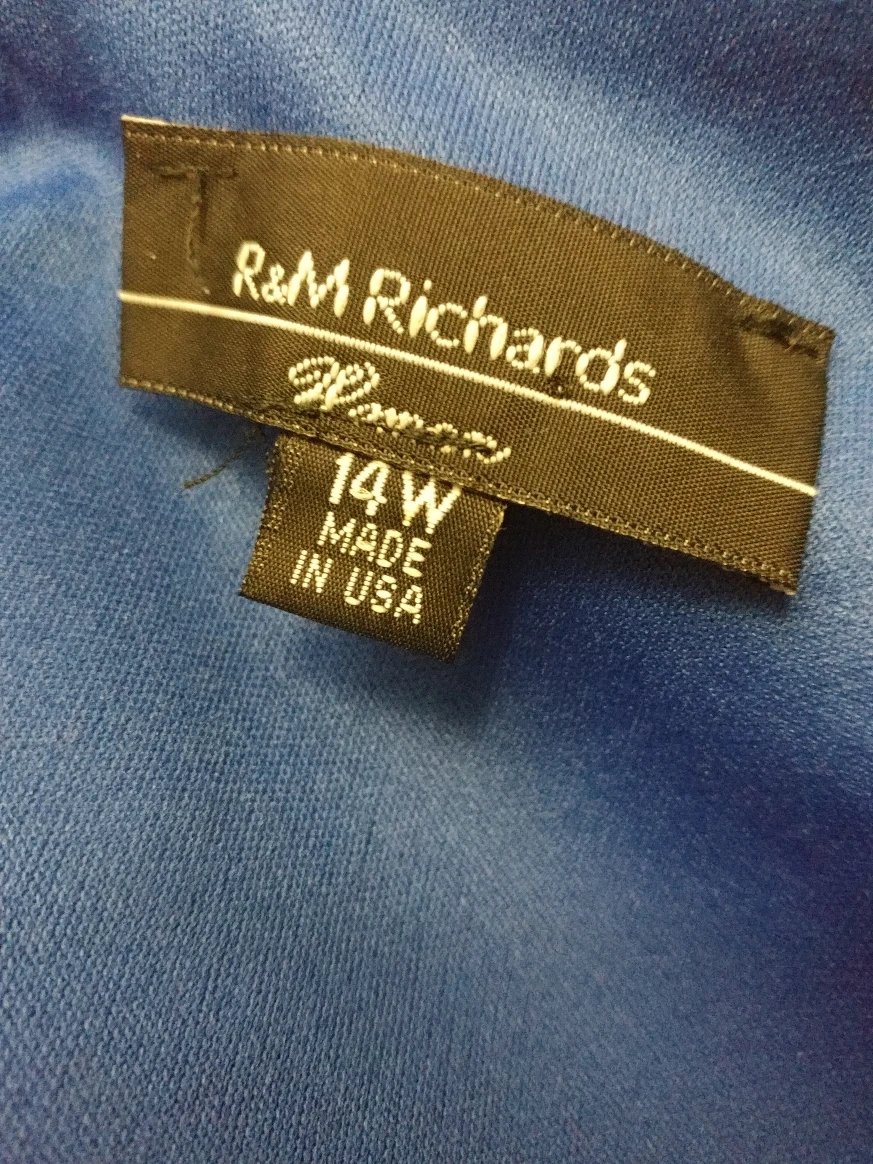 R&M Richards
Woman
14W
MADE
IN USA